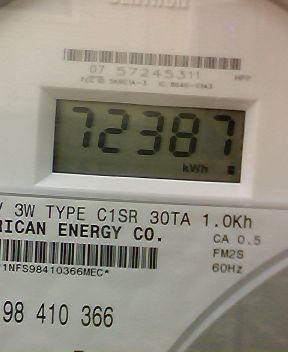 07 57245311
72387
kWh
V 3W TYPE C1SR 30TA 1.0Kh
RICAN ENERGY CO.
CA 0.5
FM2S
60Hz
1NFS98410366MEC*
98 410 366